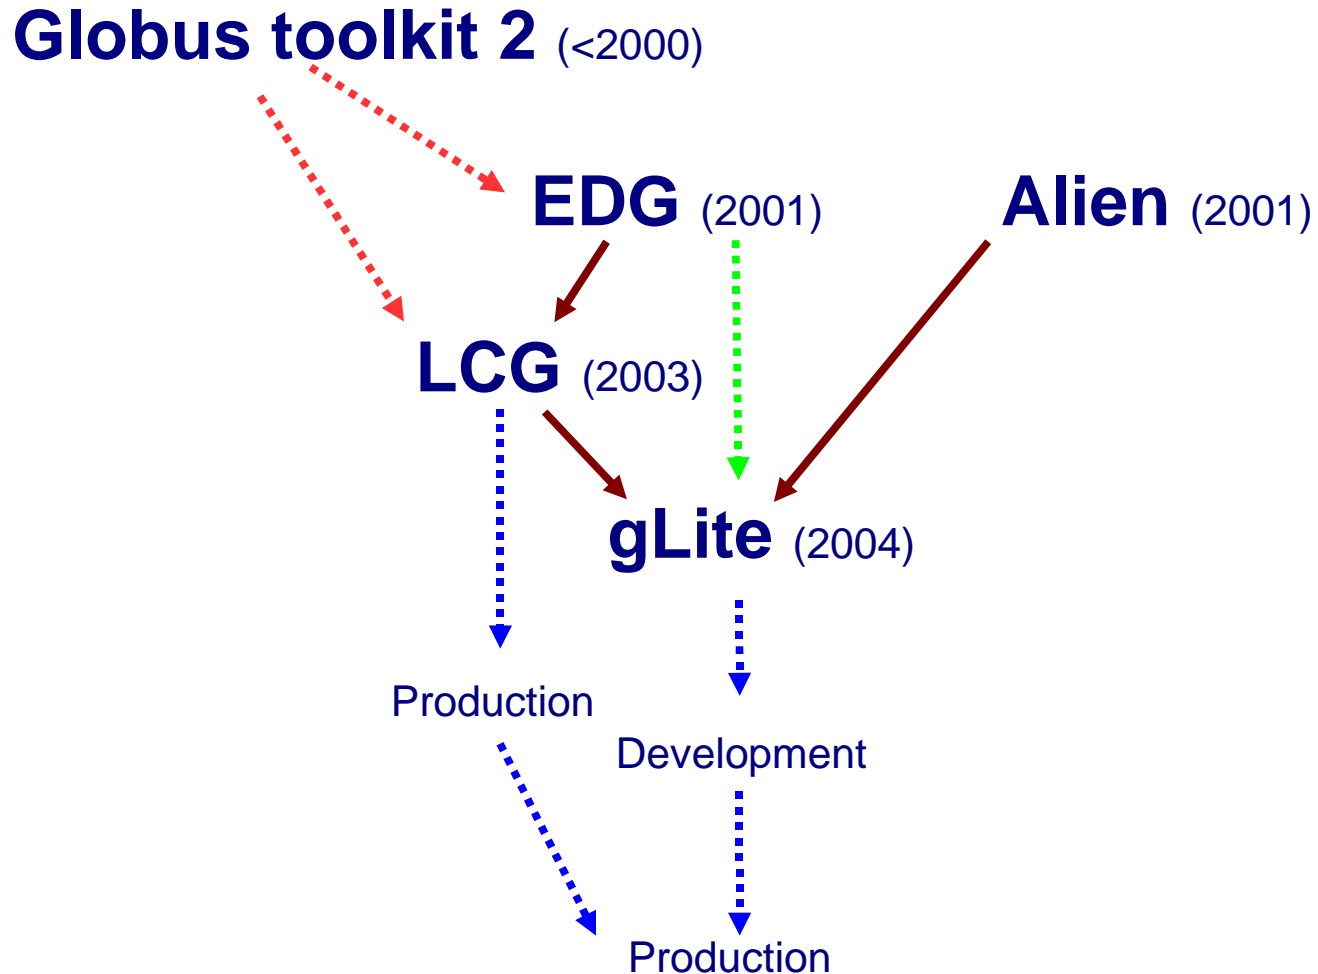 Globus toolkit 2 (<2000)
EDG (2001)
Alien (2001)
LCG (2003)
gLite (2004)
Production
Development
Production